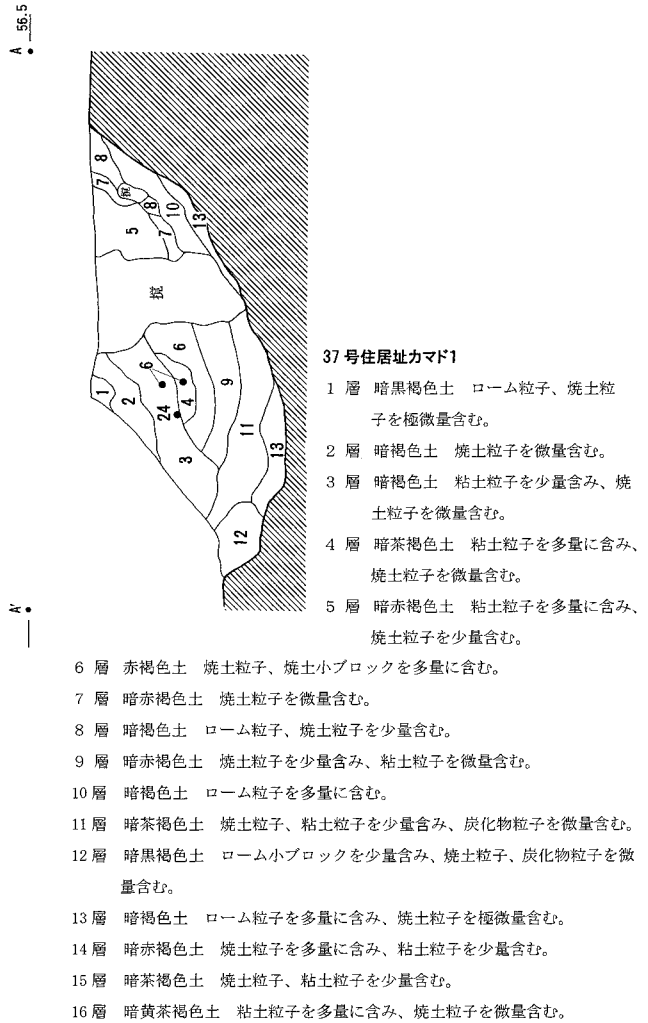 A 56.5
8
7
撹
8
10
13
5
7
撹
6
6
9
1
2
4
24
11
3
13
12
A'
37号住居址カマド1
1層 暗黒褐色土 ローム粒子、焼土粒
子を極微量含む。
2層 暗褐色土 焼土粒子を微量含む。
3層 暗褐色土 粘土粒子を少量含み、焼
土粒子を微量含む。
4層 暗茶褐色土 粘土粒子を多量に含み、
焼土粒子を微量含む。
5層 暗赤褐色土 粘土粒子を多量に含み、
焼土粒子を少量含む。
6層 赤褐色土 焼土粒子、焼土小ブロックを多量に含む。
7層 暗赤褐色土 焼土粒子を微量含む。
8層 暗褐色土 ローム粒子、焼土粒子を少量含む。
9層 暗赤褐色土 焼土粒子を少量含み、粘土粒子を微量含む。
10層 暗褐色土 ローム粒子を多量に含む。
11層 暗茶褐色土 焼土粒子、粘土粒子を少量含み、炭化物粒子を微量含む。
12層 暗黒褐色土 ローム小ブロックを少量含み、焼土粒子、炭化物粒子を微
量含む。
13層 暗褐色土 ローム粒子を多量に含み、焼土粒子を極微量含む。
14層 暗赤褐色土 焼土粒子を多量に含み、粘土粒子を少量含む。
15層 暗茶褐色土 焼土粒子、粘土粒子を少量含む。
16層 暗黄茶褐色土 粘土粒子を多量に含み、焼土粒子を微量含む。